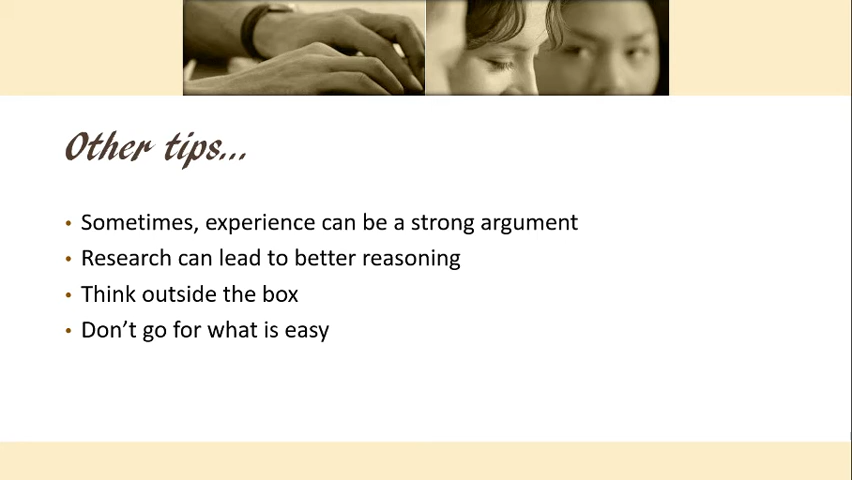 Other tips...
• Sometimes, experience can be a strong argument
• Research can lead to better reasoning
• Think outside the box
• Don’t go for what is easy